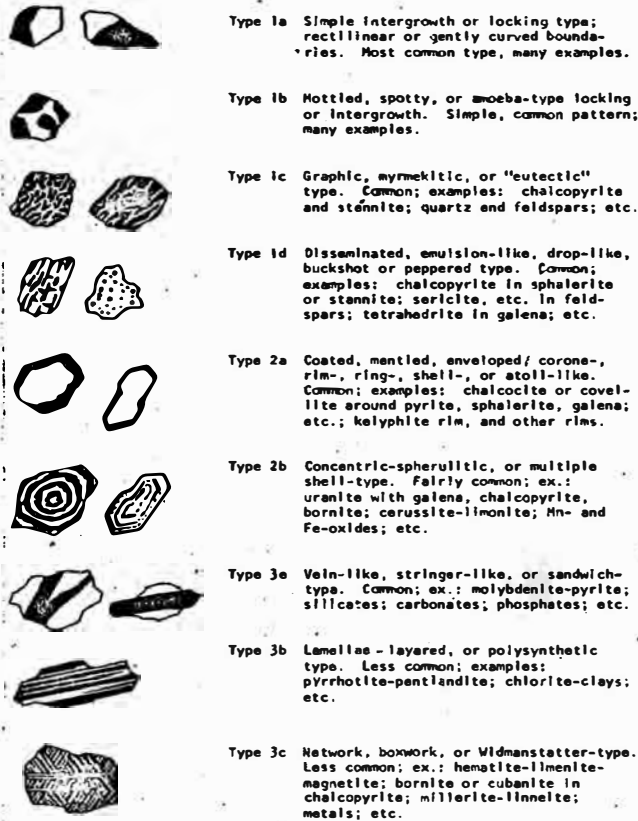 Type 1a Simple intergrowth or locking type;
rectilinear or gently curved bounda-
ries. Most common type, many examples.
Type 1b Mottled, spotty, or amoeba-type locking
or intergrowth. Simple, common pattern;
many examples.
Type 1c Graphic, myrmekitic, or "eutectic"
type. Common; examples: chalcopyrite
and stannite; quartz and feldspars; etc.
Type 1d Disseminated, emulsion-like, drop-like,
buckshot or peppered type. Common;
examples: chalcopyrite in sphalerite
or stannite; sericite, etc. in feld-
spars; tetrahedrite in galena; etc.
Type 2a Coated, mantled, enveloped, corona-,
rim-, ring-, shell-, or atoll-like.
Common; examples: chalcocite or covel-
lite around pyrite, sphalerite, galena;
etc.; kelyphite rim, and other rims.
Type 2b Concentric-spherulitic, or multiple
shell-type. Fairly common; ex.:
uranite with galena, chalcopyrite,
bornite; cerussite-limonite; Mn- and
Fe-oxides; etc.
Type 3a Vein-like, stringer-like, or sandwich-
type. Common; ex.: molybdenite-pyrite;
silicates; carbonates; phosphates; etc.
Type 3b Lamellae - layered, or polysynthetic
type. Less common; examples:
pyrrhotite-pentlandite; chlorite-clays;
etc.
Type 3c Network, boxwork, or Widmanstatter-type.
Less common; ex.: hematite-ilmenite-
magnetite; bornite or cubanite in
chalcopyrite; millerite-linneite;
metals; etc.